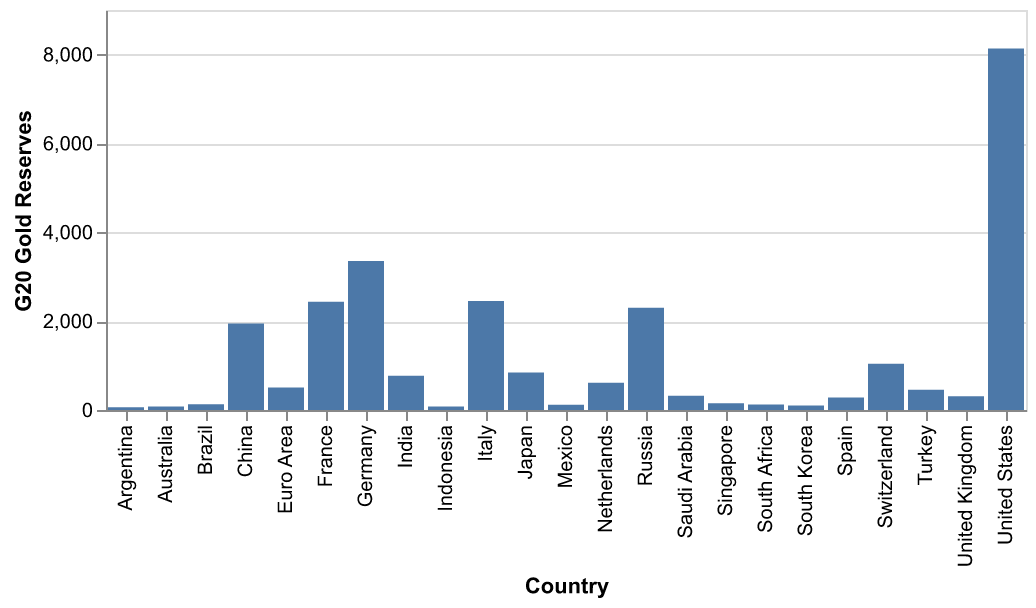 G20 Gold Reserves
8,000
6,000
4,000
2,000
0
Argentina
Australia
Brazil
China
Euro Area
France
Germany
India
Indonesia
Italy
Japan
Mexico
Netherlands
Russia
Saudi Arabia
Singapore
South Africa
South Korea
Spain
Switzerland
Turkey
United Kingdom
United States
Country